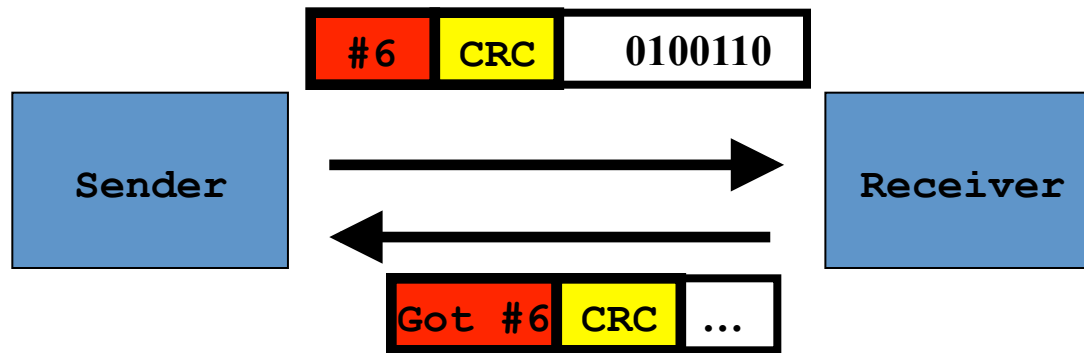 #6 CRC 0100110
Sender
Receiver
Got #6 CRC ...